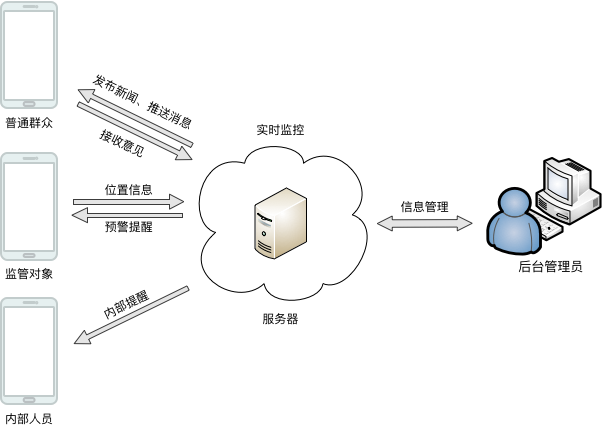 发布新闻、推送消息
接收意见
普通群众
实时监控
位置信息
预警提醒
信息管理
监管对象
后台管理员
内部提醒
服务器
内部人员